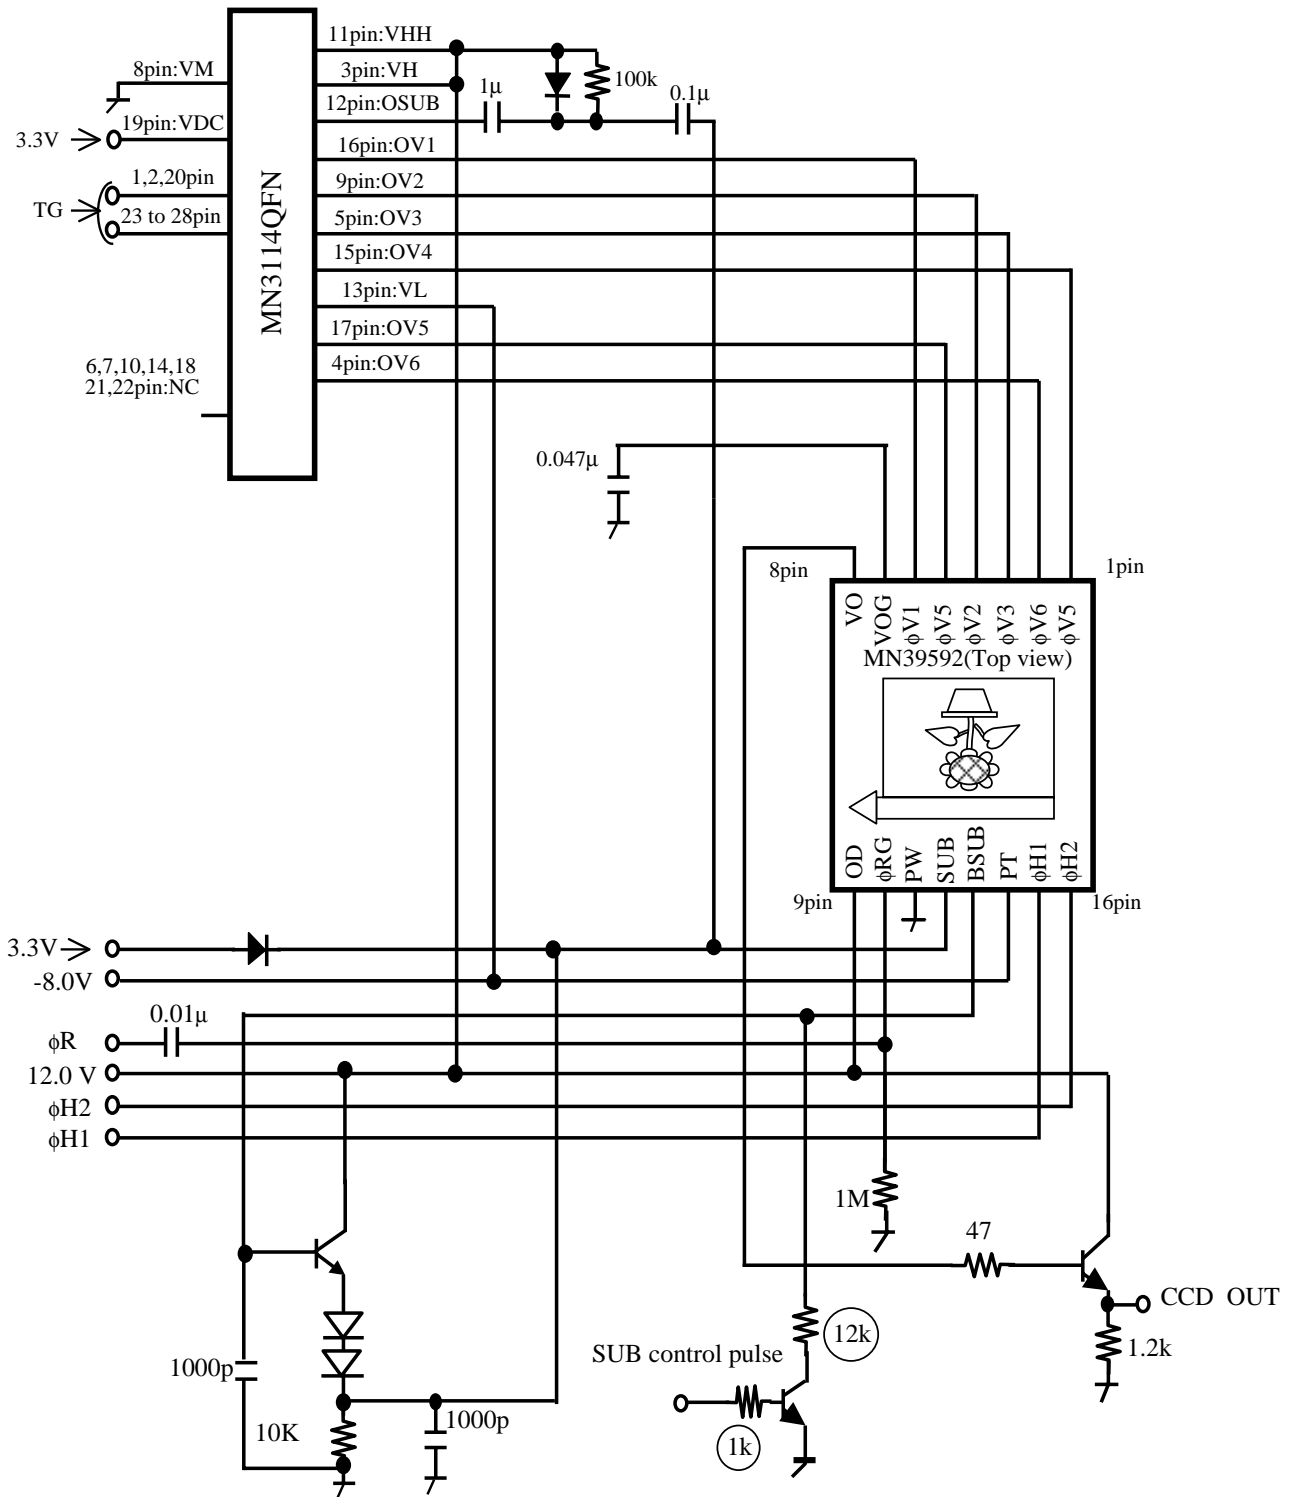 11pin:VHH
8pin:VM
3pin:VH
1μ
100k
0.1μ
12pin:OSUB
19pin:VDC
3.3V
16pin:OV1
1,2,20pin
9pin:OV2
TG
23 to 28pin
5pin:OV3
15pin:OV4
MN3114QFN
13pin:VL
17pin:OV5
6,7,10,14,18
21,22pin:NC
4pin:OV6
0.047μ
8pin
1pin
VO
VOG
φV1
φV5
φV2
φV3
φV6
φV5
MN39592(Top view)
OD
φRG
PW
SUB
BSUB
PT
φH1
φH2
9pin
16pin
3.3V
-8.0V
0.01μ
φR
12.0 V
φH2
φH1
1M
47
CCD OUT
12k
1.2k
SUB control pulse
1000p
1000p
10K
1k